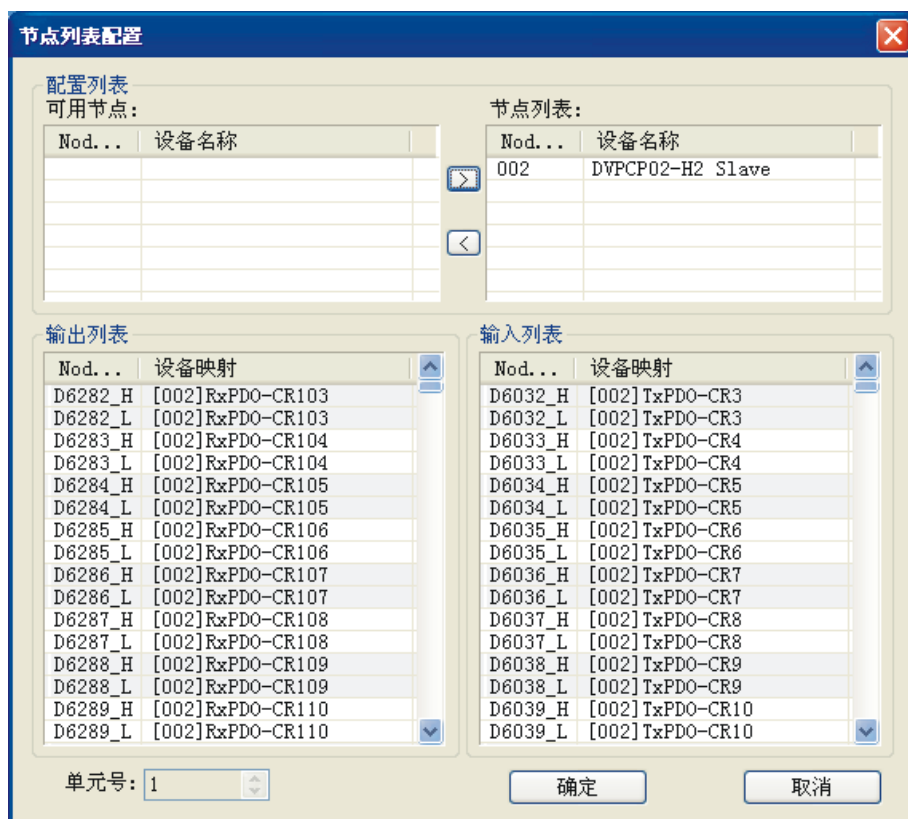 节点列表配置
配置列表
可用节点:
Nod... 设备名称
节点列表:
Nod... 设备名称
002 DVPCP02-H2 Slave
>
<
输出列表
Nod... 设备映射
D6282_H [002]RxPDO-CR103
D6282_L [002]RxPDO-CR103
D6283_H [002]RxPDO-CR104
D6283_L [002]RxPDO-CR104
D6284_H [002]RxPDO-CR105
D6284_L [002]RxPDO-CR105
D6285_H [002]RxPDO-CR106
D6285_L [002]RxPDO-CR106
D6286_H [002]RxPDO-CR107
D6286_L [002]RxPDO-CR107
D6287_H [002]RxPDO-CR108
D6287_L [002]RxPDO-CR108
D6288_H [002]RxPDO-CR109
D6288_L [002]RxPDO-CR109
D6289_H [002]RxPDO-CR110
D6289_L [002]RxPDO-CR110
输入列表
Nod... 设备映射
D6032_H [002]TxPDO-CR3
D6032_L [002]TxPDO-CR3
D6033_H [002]TxPDO-CR4
D6033_L [002]TxPDO-CR4
D6034_H [002]TxPDO-CR5
D6034_L [002]TxPDO-CR5
D6035_H [002]TxPDO-CR6
D6035_L [002]TxPDO-CR6
D6036_H [002]TxPDO-CR7
D6036_L [002]TxPDO-CR7
D6037_H [002]TxPDO-CR8
D6037_L [002]TxPDO-CR8
D6038_H [002]TxPDO-CR9
D6038_L [002]TxPDO-CR9
D6039_H [002]TxPDO-CR10
D6039_L [002]TxPDO-CR10
单元号: 1
确定
取消